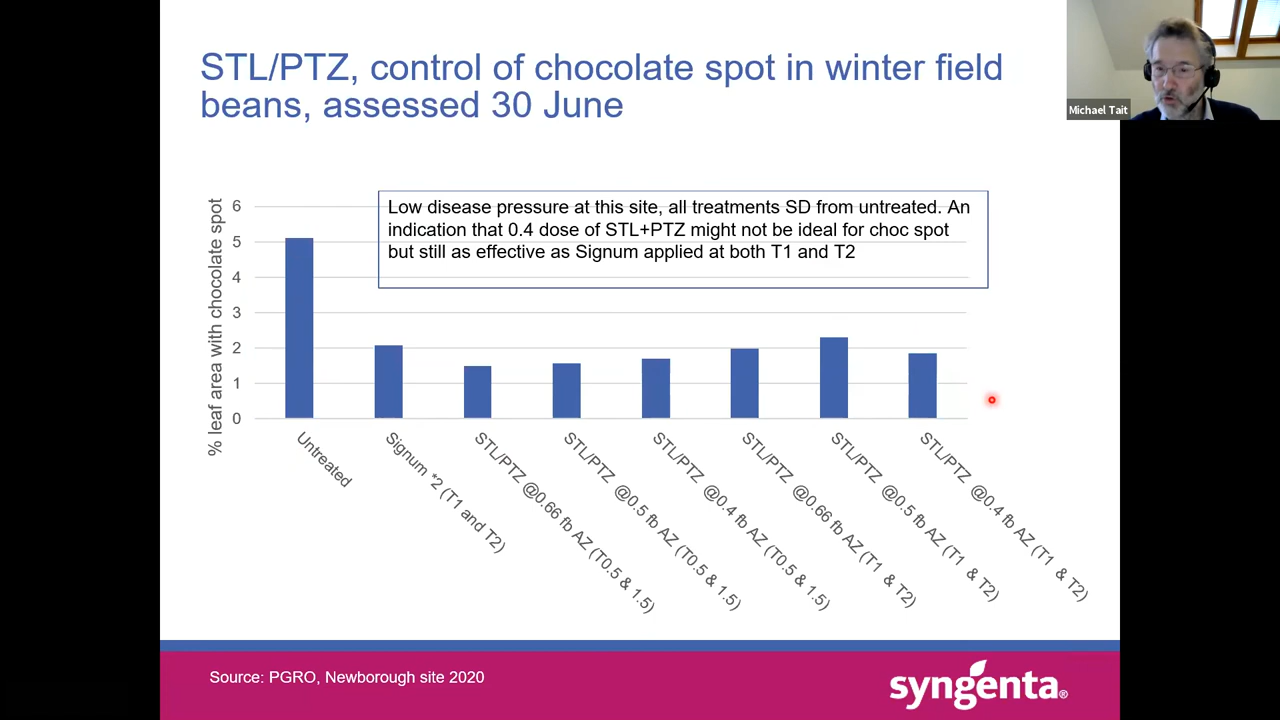 STL/PTZ, control of chocolate spot in winter field
beans, assessed 30 June
Michael Tait
% leaf area with chocolate spot
6
5
4
3
2
1
0
Low disease pressure at this site, all treatments SD from untreated. An
indication that 0.4 dose of STL+PTZ might not be ideal for choc spot
but still as effective as Signum applied at both T1 and T2
Untreated
Signum *2 (T1 and T2)
STL/PTZ @0.66 fb AZ (T0.5 & 1.5)
STL/PTZ @0.5 fb AZ (T0.5 & 1.5)
STL/PTZ @0.4 fb AZ (T0.5 & 1.5)
STL/PTZ @0.66 fb AZ (T1 & T2)
STL/PTZ @0.5 fb AZ (T1 & T2)
STL/PTZ @0.4 fb AZ (T1 & T2)
Source: PGRO, Newborough site 2020
syngenta®